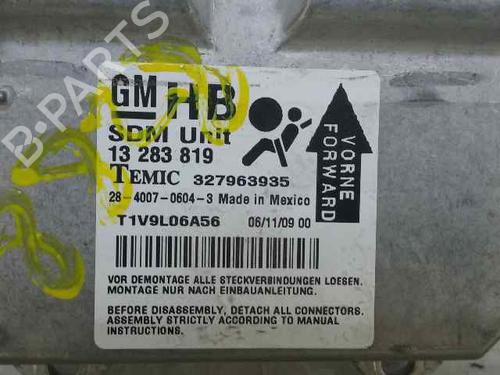 B-PARTS
GM HB
SDM Unit
13 283 819
TEMIC 327963935
28-4007-0604-3 Made in Mexico
T1V9L06A56 06/11/09 00
VORNE
FORWARD
VOR DEMONTAGE ALLE STECKVERBINDUNGEN LOESEN.
MONTAGE NUR NACH EINBAUANLEITUNG.
BEFORE DISASSEMBLY, DETACH ALL CONNECTORS.
ASSEMBLY STRICTLY ACCORDING TO MANUAL
INSTRUCTIONS.